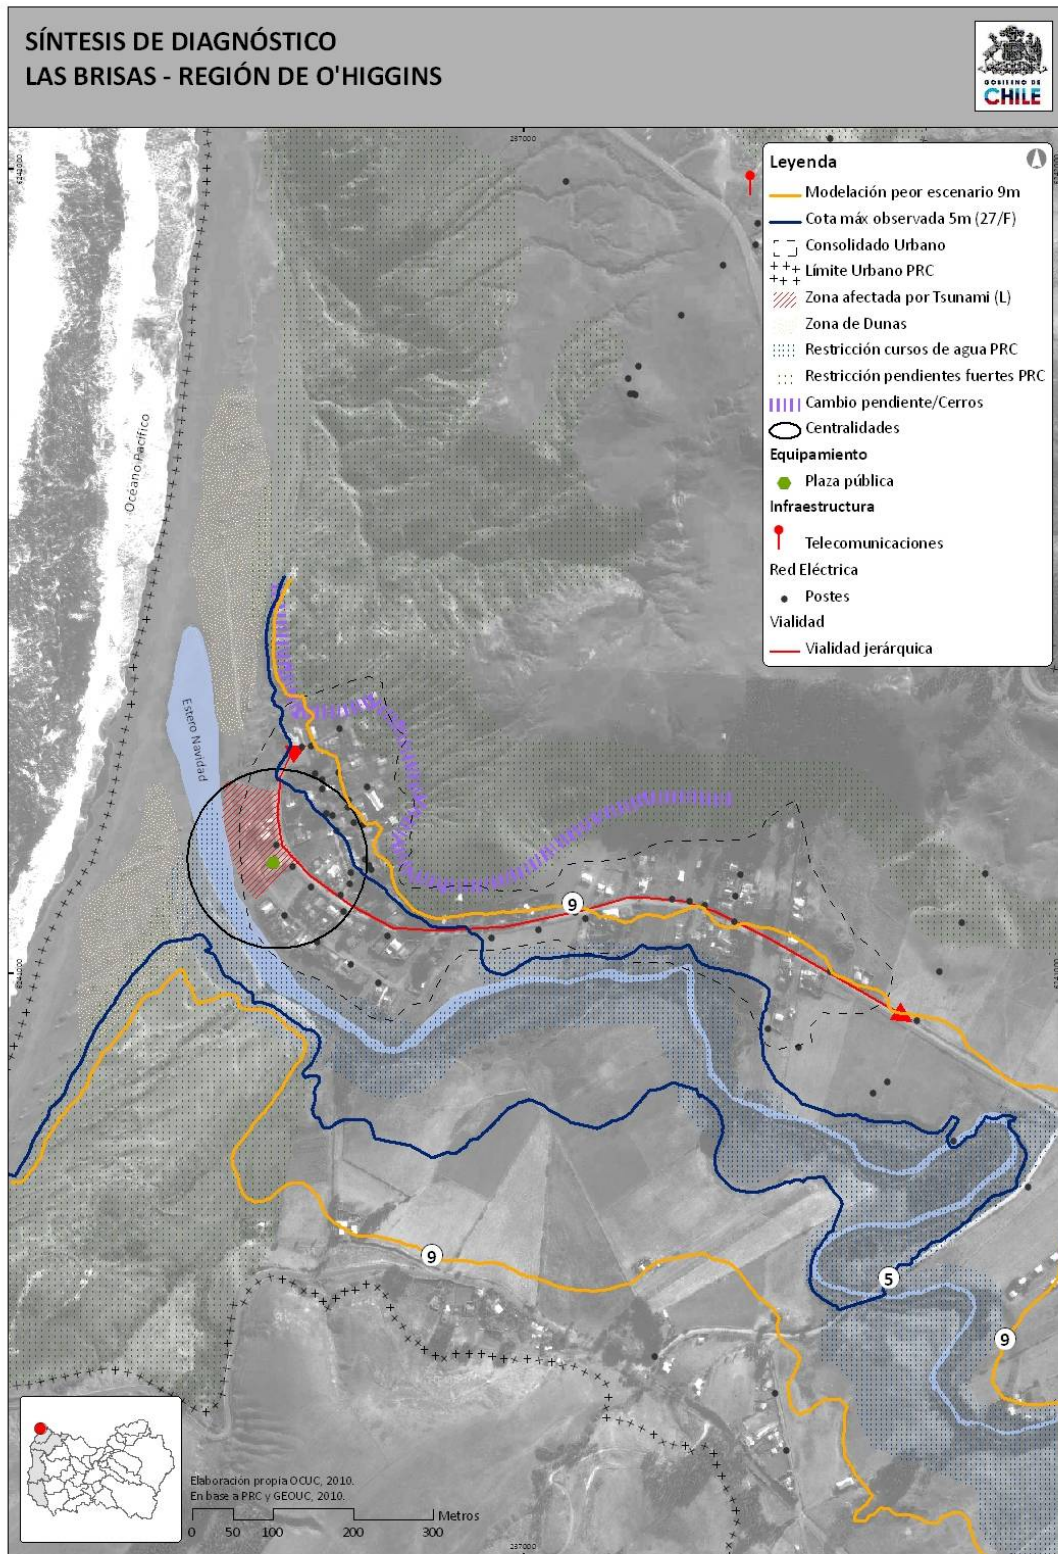 SÍNTESIS DE DIAGNÓSTICO
LAS BRISAS - REGIÓN DE O'HIGGINS
GOBIERNO DE
CHILE
237000
6242000
Leyenda
Modelación peor escenario 9m
Cota máx observada 5m (27/F)
Consolidado Urbano
Límite Urbano PRC
Zona afectada por Tsunami (L)
Zona de Dunas
Restricción cursos de agua PRC
Restricción pendientes fuertes PRC
Cambio pendiente/Cerros
Centralidades
Equipamiento
Plaza pública
Infraestructura
Telecomunicaciones
Red Eléctrica
Postes
Vialidad
Vialidad jerárquica
Océano Pacífico
Estero Navidad
9
6241000
9
5
9
Elaboración propia OCUC, 2010.
En base a PRC y GEOUC, 2010.
Metros
0 50 100 200 300
237000